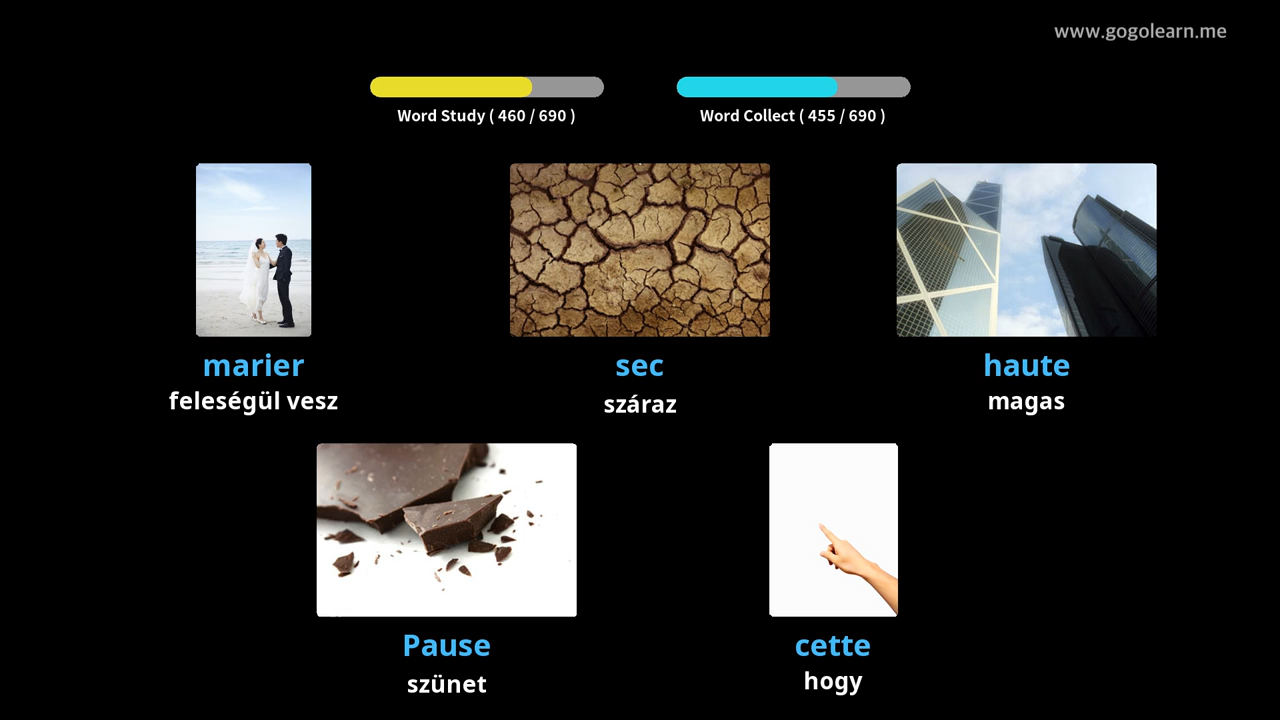 www.gogolearn.me
Word Study ( 460 / 690 )
Word Collect ( 455 / 690 )
marier
feleségül vesz
sec
száraz
haute
magas
Pause
szünet
cette
hogy